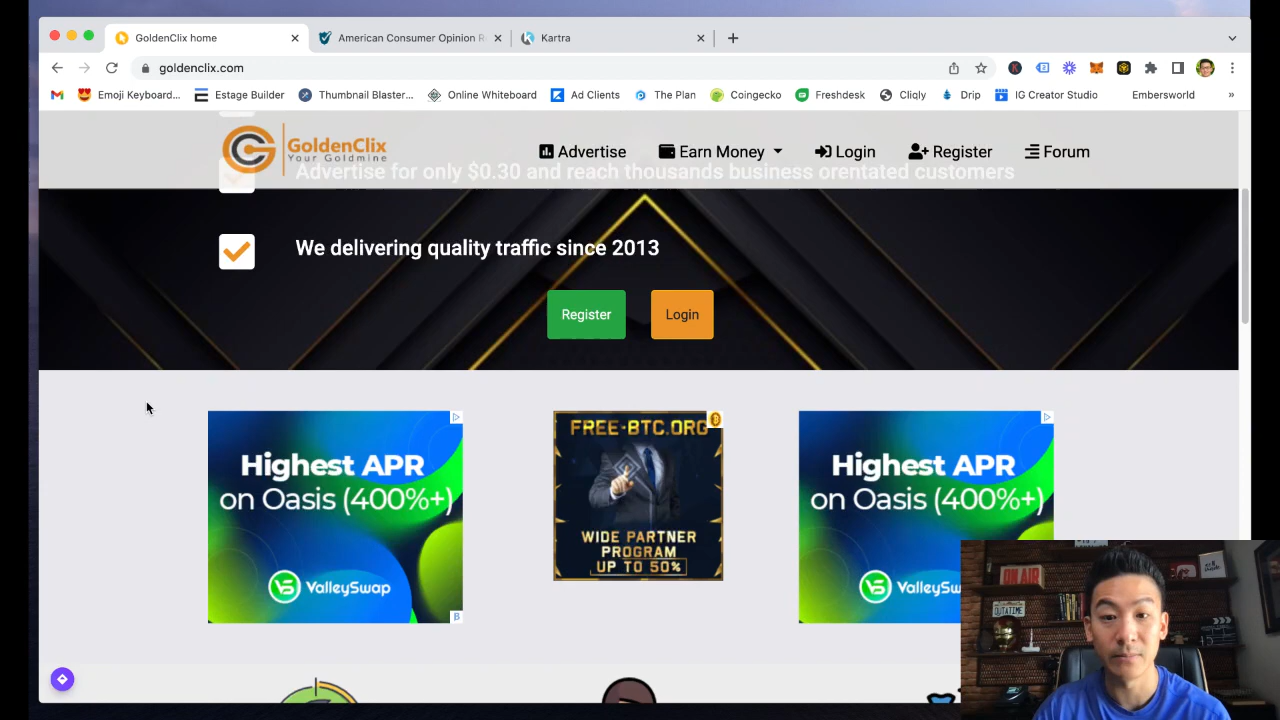 GoldenClix home
American Consumer Opinion R
Kartra
goldenclix.com
Emoji Keyboard...
Estage Builder
Thumbnail Blaster...
Online Whiteboard
Ad Clients
The Plan
Coingecko
Freshdesk
Cliqly
Drip
IG Creator Studio
Embersworld
»
GoldenClix
Your Goldmine
Advertise
Earn Money
Login
Register
Forum
Advertise for only $0.30 and reach thousands business orentated customers
We delivering quality traffic since 2013
Register
Login
Highest APR
on Oasis (400%+)
ValleySwap
B
FREE-BTC.ORG
WIDE PARTNER
PROGRAM
UP TO 50%
Highest APR
on Oasis (400%+)
ValleySw
ON AIR
OUTATIME